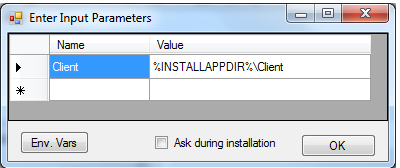 Enter Input Parameters
Name Value
Client %INSTALLAPPDIR%\Client
Env. Vars Ask during installation OK